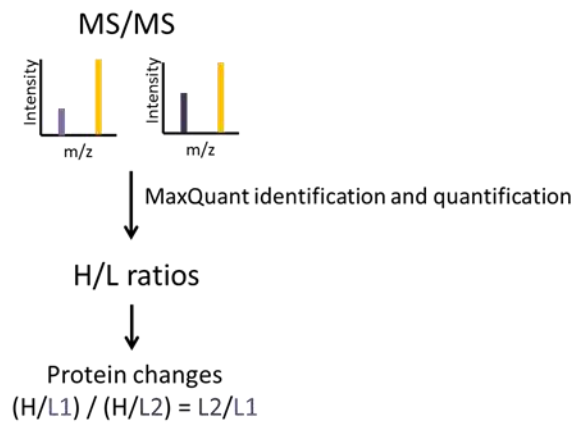 MS/MS
Intensity
m/z
Intensity
m/z
MaxQuant identification and quantification
H/L ratios
Protein changes
(H/L1) / (H/L2) = L2/L1